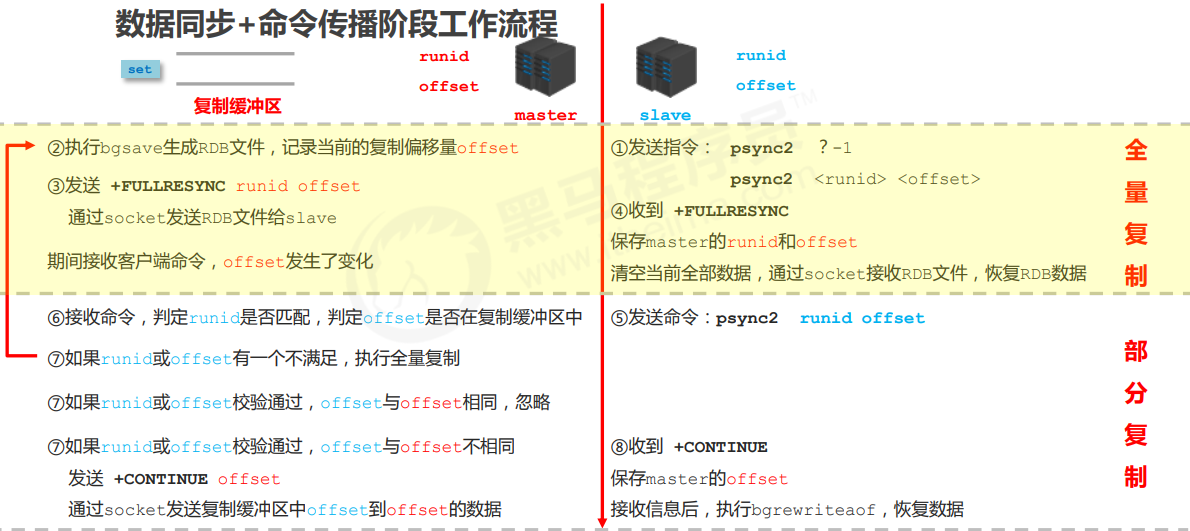 数据同步+命令传播阶段工作流程
set
复制缓冲区
runid
offset
master
slave
runid
offset
②执行bgsave生成RDB文件，记录当前的复制偏移量offset
③发送 +FULLRESYNC runid offset
通过socket发送RDB文件给slave
期间接收客户端命令，offset发生了变化
①发送指令： psync2 ? -1
psync2 <runid> <offset>
④收到 +FULLRESYNC
保存master的runid和offset
清空当前全部数据，通过socket接收RDB文件，恢复RDB数据
全量复制
⑥接收命令，判定runid是否匹配，判定offset是否在复制缓冲区中
⑦如果runid或offset有一个不满足，执行全量复制
⑦如果runid或offset校验通过，offset与offset相同，忽略
⑦如果runid或offset校验通过，offset与offset不相同
发送 +CONTINUE offset
通过socket发送复制缓冲区中offset到offset的数据
⑤发送命令：psync2 runid offset
⑧收到 +CONTINUE
保存master的offset
接收信息后，执行bgrewriteaof，恢复数据
部分复制
黑马程序员™
www.itheima.com